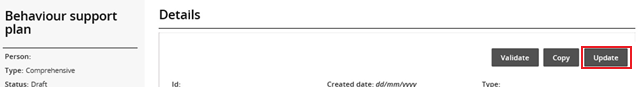 Behaviour support
plan
Person:
Type: Comprehensive
Status: Draft
Details
Validate Copy Update
Id: Created date: dd/mm/yyyy Type: